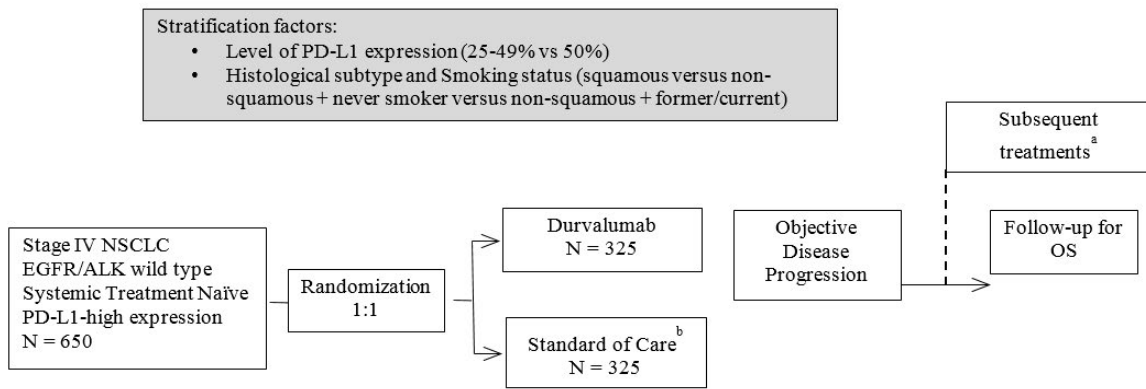 Stratification factors:
• Level of PD-L1 expression (25-49% vs 50%)
• Histological subtype and Smoking status (squamous versus non-
squamous + never smoker versus non-squamous + former/current)
Subsequent
treatments a
Stage IV NSCLC
EGFR/ALK wild type
Systemic Treatment Naïve
PD-L1-high expression
N = 650
Randomization
1:1
Durvalumab
N = 325
Standard of Care b
N = 325
Objective
Disease
Progression
Follow-up for
OS